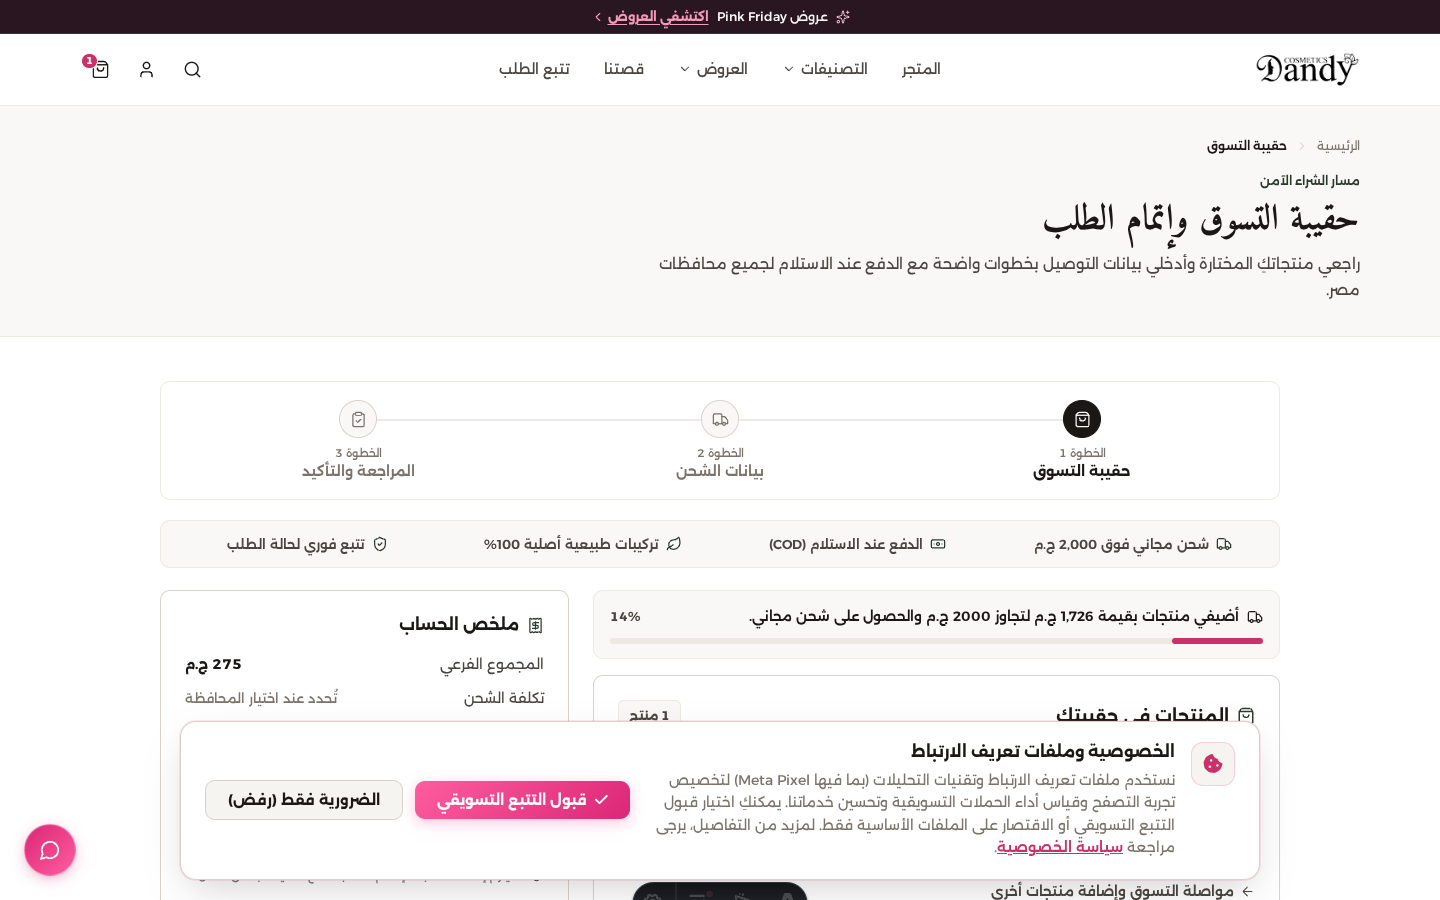 عروض Pink Friday اكتشفي العروض
COSMETICS
Dandy
المتجر
التصنيفات
العروض
قصتنا
تتبع الطلب
1
الرئيسية
حقيبة التسوق
مسار الشراء الآمن
حقيبة التسوق وإتمام الطلب
راجعي منتجاتكِ المختارة وأدخلي بيانات التوصيل بخطوات واضحة مع الدفع عند الاستلام لجميع محافظات
مصر.
الخطوة 1
حقيبة التسوق
الخطوة 2
بيانات الشحن
الخطوة 3
المراجعة والتأكيد
شحن مجاني فوق 2,000 ج.م
الدفع عند الاستلام (COD)
تركيبات طبيعية أصلية 100%
تتبع فوري لحالة الطلب
أضيفي منتجات بقيمة 1,726 ج.م لتجاوز 2000 ج.م والحصول على شحن مجاني.
14%
المنتجات في حقيبتك
1 منتج
ملخص الحساب
المجموع الفرعي
275 ج.م
تكلفة الشحن
تُحدد عند اختيار المحافظة
الخصوصية وملفات تعريف الارتباط
نستخدم ملفات تعريف الارتباط وتقنيات التحليلات (بما فيها Meta Pixel) لتخصيص
تجربة التصفح وقياس أداء الحملات التسويقية وتحسين خدماتنا. يمكنكِ اختيار قبول
التتبع التسويقي أو الاقتصار على الملفات الأساسية فقط. لمزيد من التفاصيل، يرجى
مراجعة سياسة الخصوصية.
قبول التتبع التسويقي
الضرورية فقط (رفض)
مواصلة التسوق وإضافة منتجات أخرى